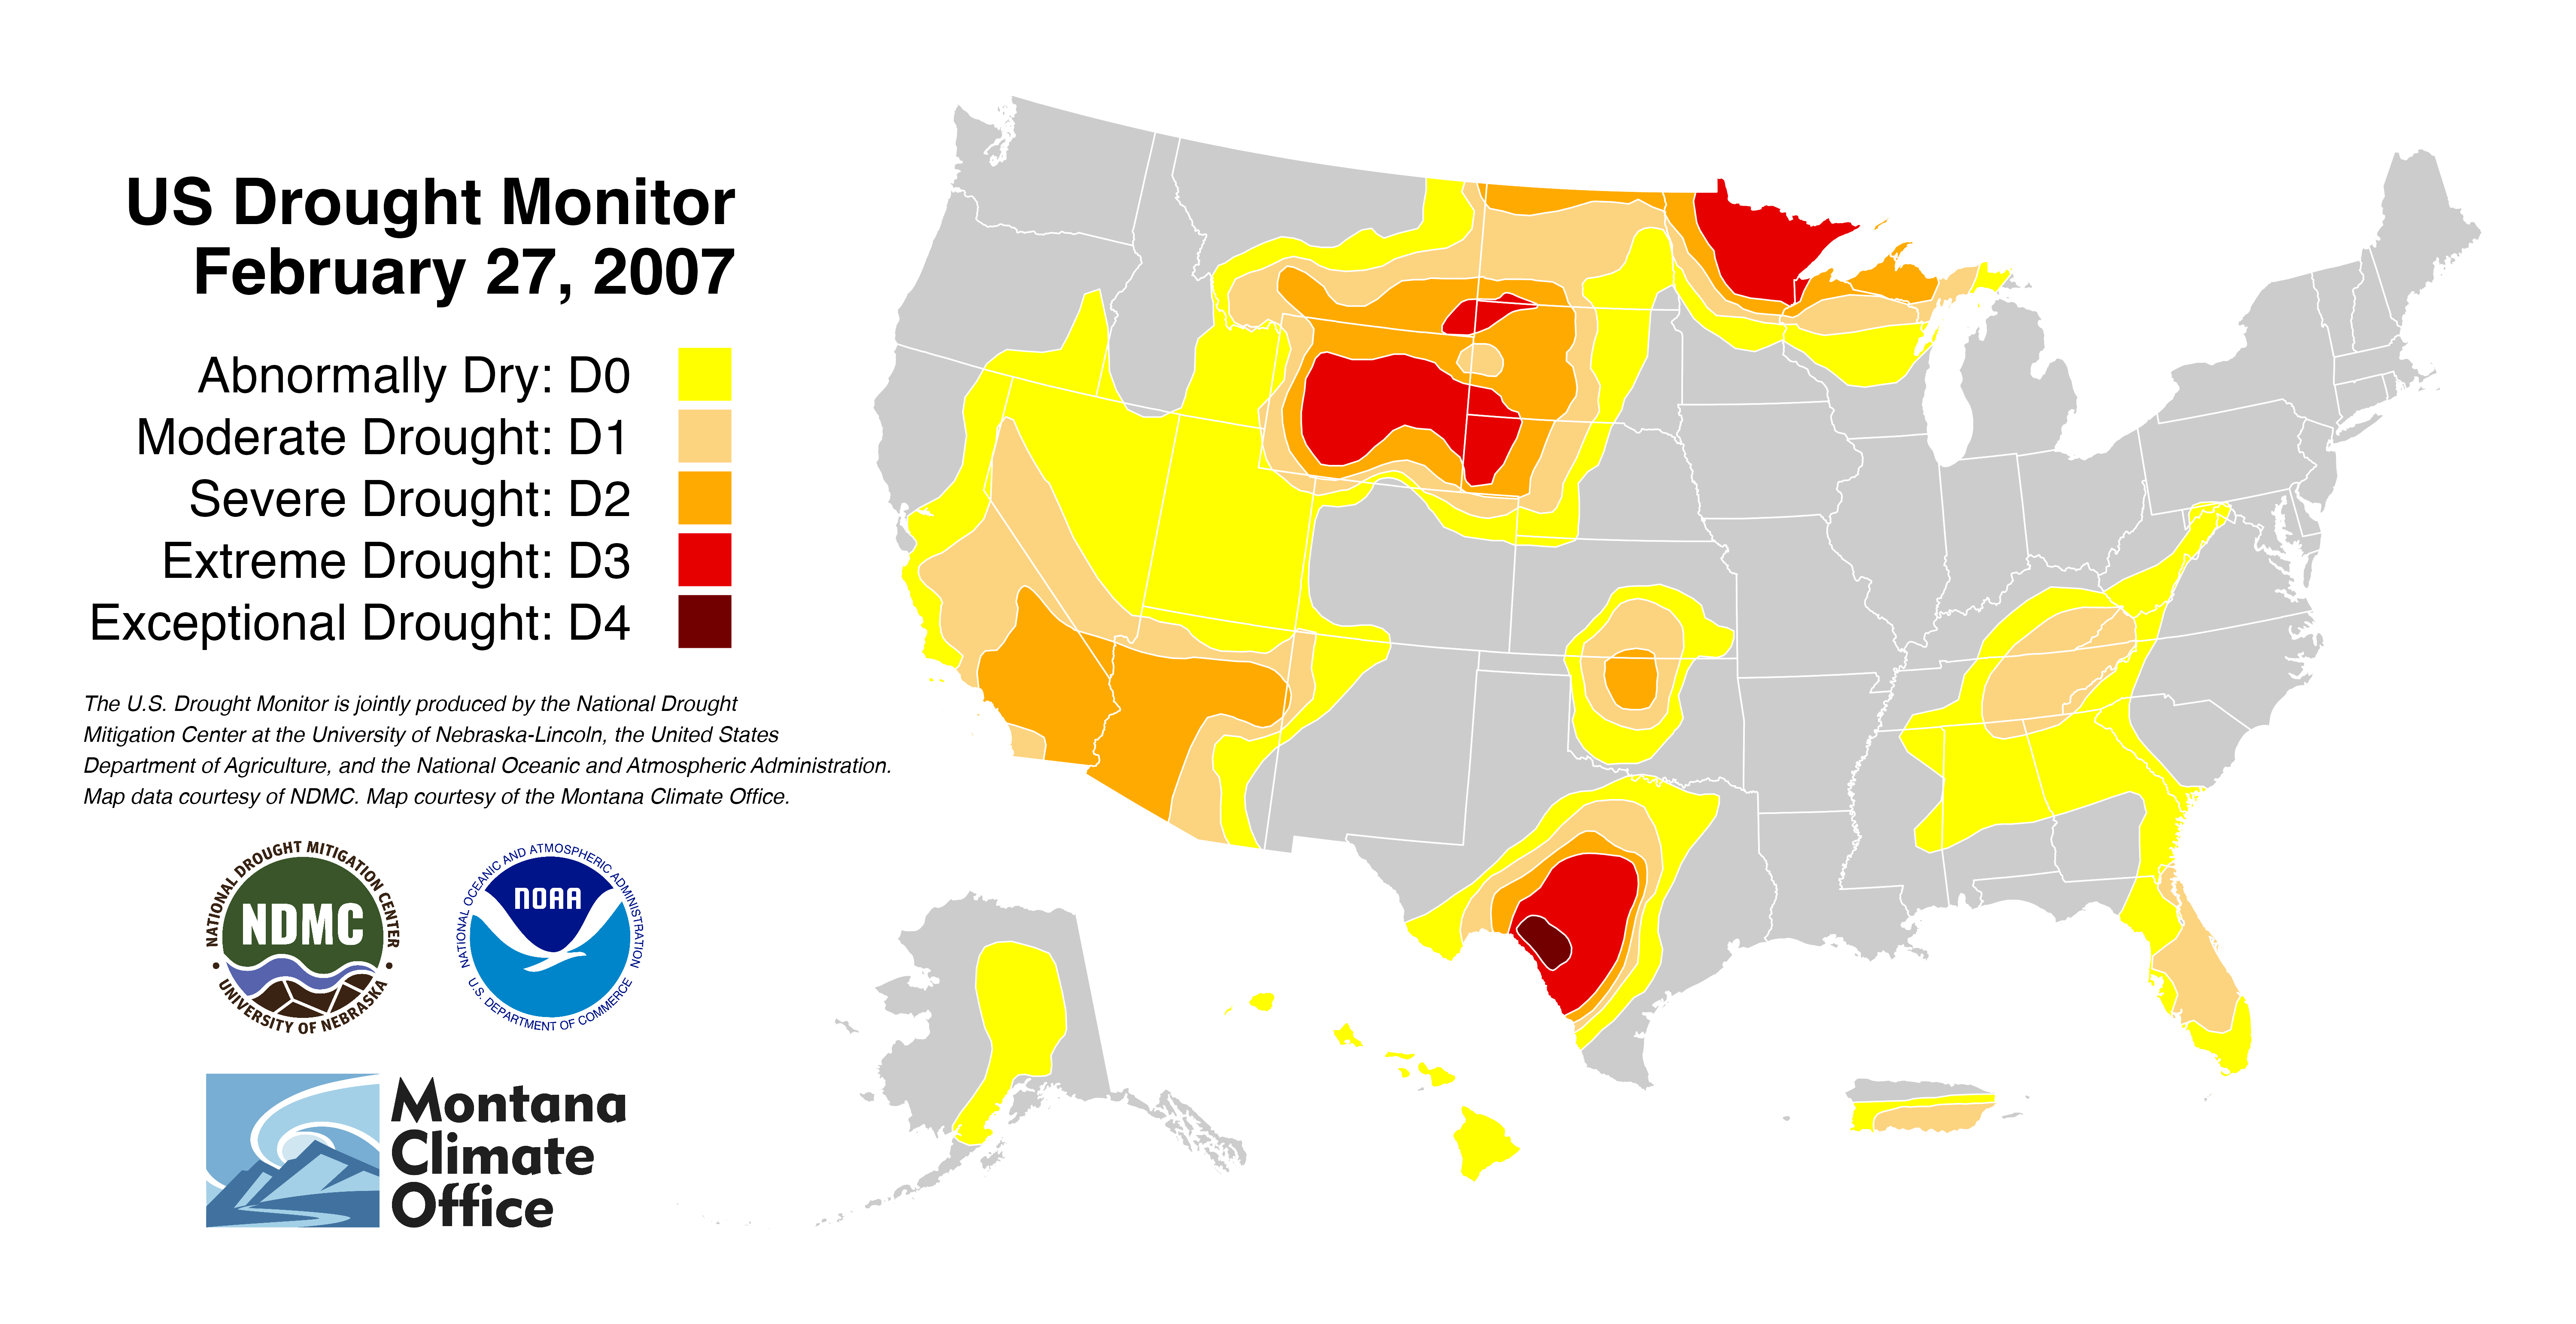 US Drought Monitor
February 27, 2007
Abnormally Dry: D0
Moderate Drought: D1
Severe Drought: D2
Extreme Drought: D3
Exceptional Drought: D4
The U.S. Drought Monitor is jointly produced by the National Drought
Mitigation Center at the University of Nebraska-Lincoln, the United States
Department of Agriculture, and the National Oceanic and Atmospheric Administration.
Map data courtesy of NDMC. Map courtesy of the Montana Climate Office.
NATIONAL DROUGHT MITIGATION CENTER
NDMC
UNIVERSITY OF NEBRASKA
NATIONAL OCEANIC AND ATMOSPHERIC ADMINISTRATION
NOAA
U.S. DEPARTMENT OF COMMERCE
Montana
Climate
Office